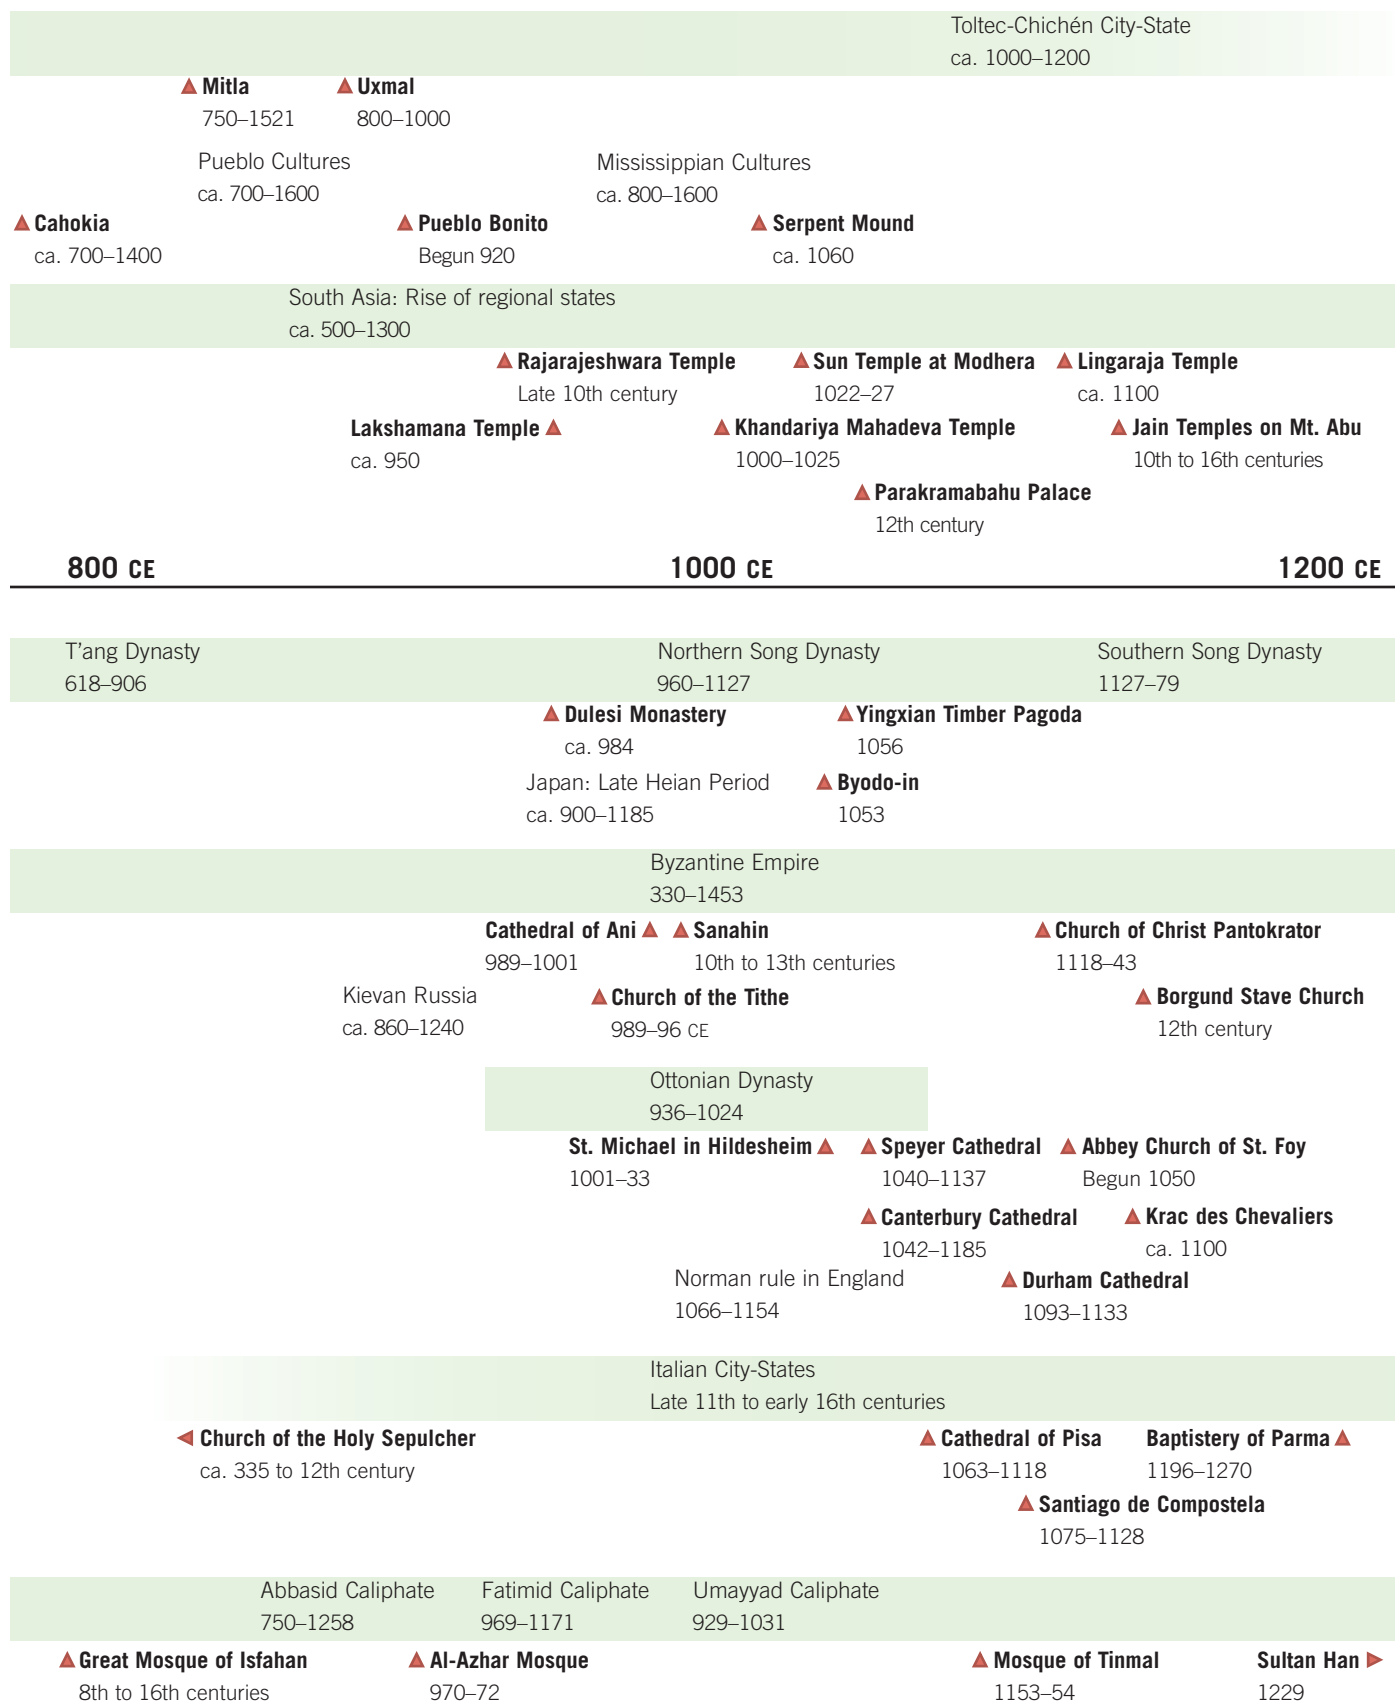 Toltec-Chichén City-State
ca. 1000–1200
Mitla
750–1521
Uxmal
800–1000
Pueblo Cultures
ca. 700–1600
Mississippian Cultures
ca. 800–1600
Cahokia
ca. 700–1400
Pueblo Bonito
Begun 920
Serpent Mound
ca. 1060
South Asia: Rise of regional states
ca. 500–1300
Rajarajeshwara Temple
Late 10th century
Sun Temple at Modhera
1022–27
Lingaraja Temple
ca. 1100
Lakshamana Temple
ca. 950
Khandariya Mahadeva Temple
1000–1025
Jain Temples on Mt. Abu
10th to 16th centuries
Parakramabahu Palace
12th century
800 CE
1000 CE
1200 CE
T'ang Dynasty
618–906
Northern Song Dynasty
960–1127
Southern Song Dynasty
1127–79
Dulesi Monastery
ca. 984
Yingxian Timber Pagoda
1056
Japan: Late Heian Period
ca. 900–1185
Byodo-in
1053
Byzantine Empire
330–1453
Cathedral of Ani
989–1001
Sanahin
10th to 13th centuries
Church of Christ Pantokrator
1118–43
Kievan Russia
ca. 860–1240
Church of the Tithe
989–96 CE
Borgund Stave Church
12th century
Ottonian Dynasty
936–1024
St. Michael in Hildesheim
1001–33
Speyer Cathedral
1040–1137
Abbey Church of St. Foy
Begun 1050
Canterbury Cathedral
1042–1185
Krac des Chevaliers
ca. 1100
Norman rule in England
1066–1154
Durham Cathedral
1093–1133
Italian City-States
Late 11th to early 16th centuries
Church of the Holy Sepulcher
ca. 335 to 12th century
Cathedral of Pisa
1063–1118
Baptistery of Parma
1196–1270
Santiago de Compostela
1075–1128
Abbasid Caliphate
750–1258
Fatimid Caliphate
969–1171
Umayyad Caliphate
929–1031
Great Mosque of Isfahan
8th to 16th centuries
Al-Azhar Mosque
970–72
Mosque of Tinmal
1153–54
Sultan Han
1229